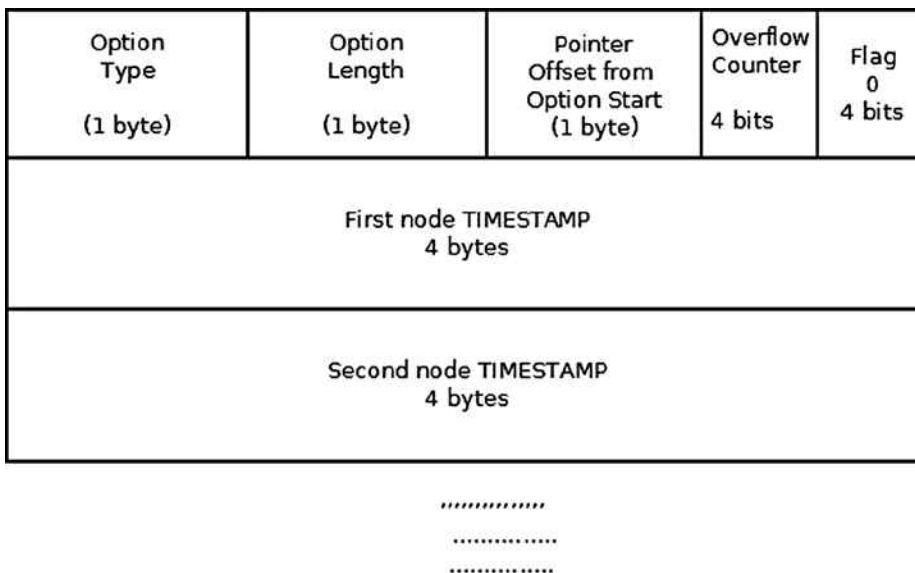 Option
Type
(1 byte)
Option
Length
(1 byte)
Pointer
Offset from
Option Start
(1 byte)
Overflow
Counter
4 bits
Flag
0
4 bits
First node TIMESTAMP
4 bytes
Second node TIMESTAMP
4 bytes
,,,,,,,,,,,,,,,
...............
...............